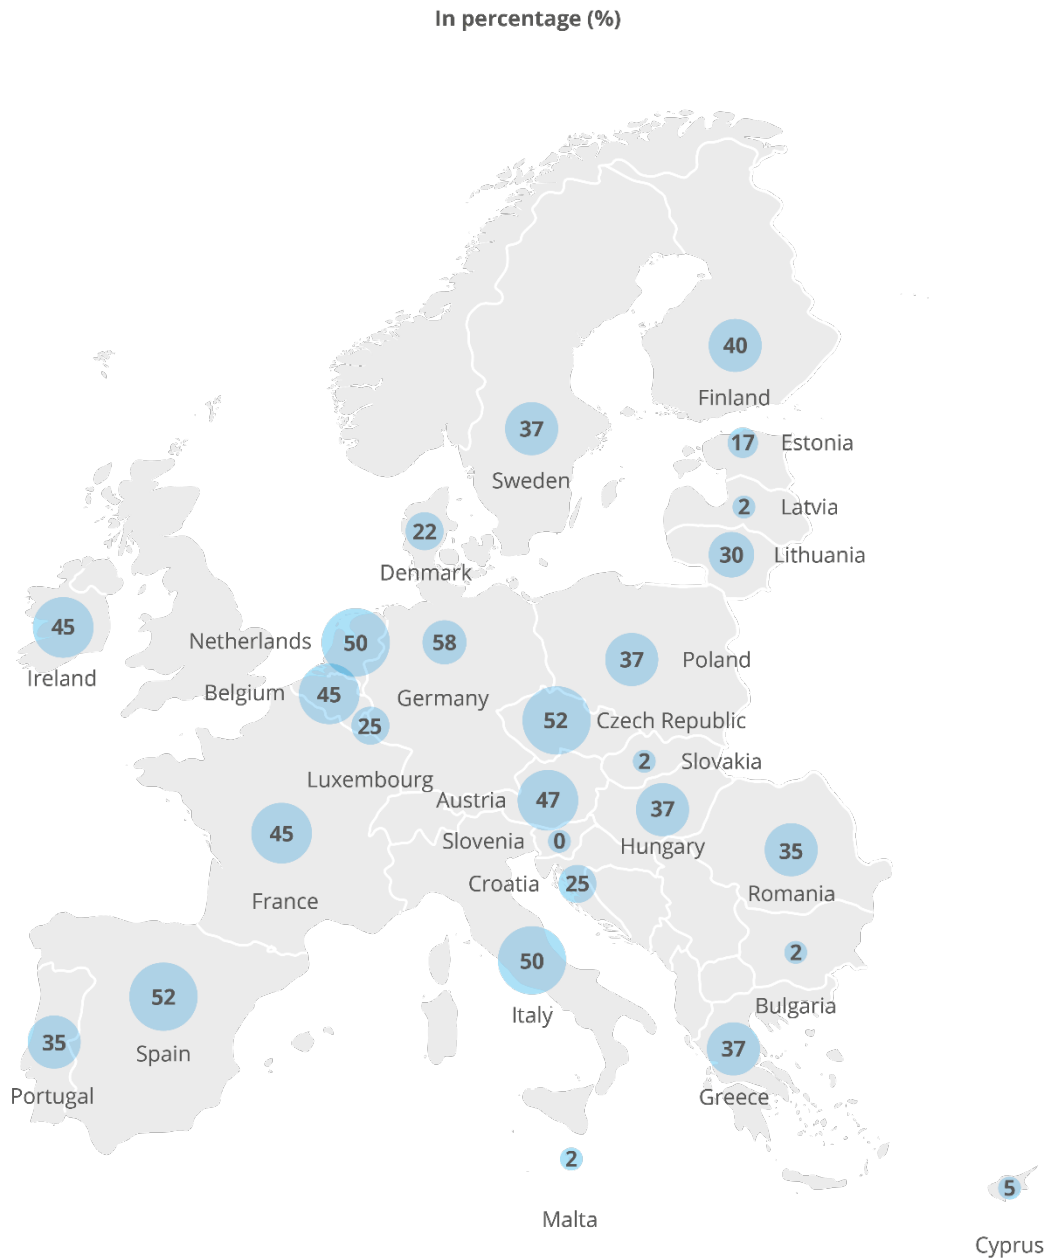 In percentage (%)
40
Finland
37
Sweden
17 Estonia
2 Latvia
22
Denmark
30 Lithuania
45
Ireland
Netherlands 50
58
Germany
37 Poland
Belgium 45
25
Luxembourg
52 Czech Republic
2 Slovakia
Austria 47
37
Hungary
45
France
Slovenia 0
35
Romania
Croatia 25
50
Italy
2
Bulgaria
52
Spain
35
Portugal
37
Greece
2
Malta
5
Cyprus